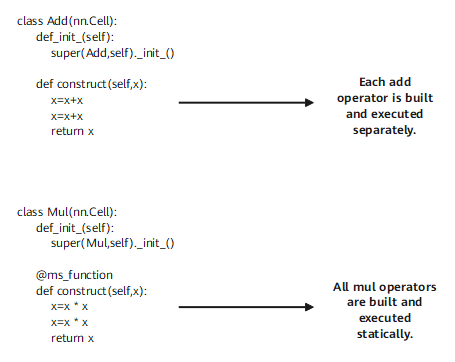 class Add(nn.Cell):
def_init_(self):
super(Add,self)._init_()
def construct(self,x):
x=x+x
x=x+x
return x
Each add
operator is built
and executed
separately.
class Mul(nn.Cell):
def_init_(self):
super(Mul,self)._init_()
@ms_function
def construct(self,x):
x=x * x
x=x * x
return x
All mul operators
are built and
executed
statically.